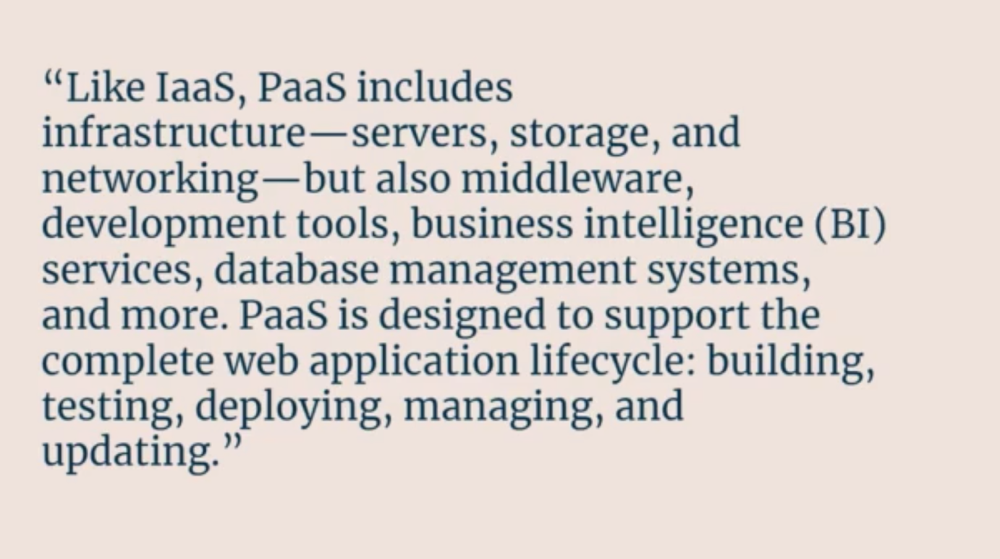 “Like IaaS, PaaS includes
infrastructure—servers, storage, and
networking—but also middleware,
development tools, business intelligence (BI)
services, database management systems,
and more. PaaS is designed to support the
complete web application lifecycle: building,
testing, deploying, managing, and
updating.”